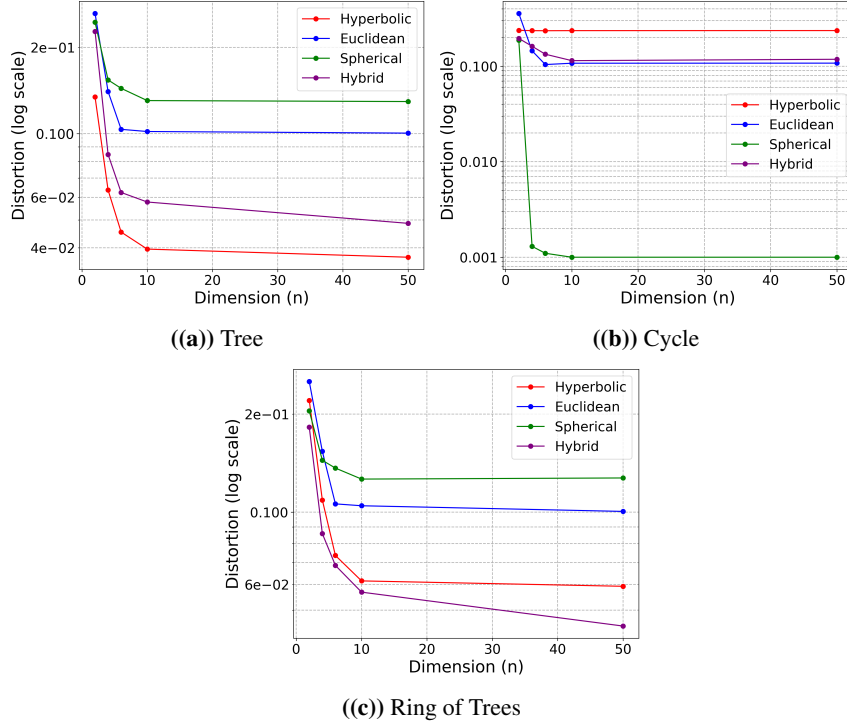 Distortion (log scale)
2e−01
0.100
6e−02
4e−02
Hyperbolic
Euclidean
Spherical
Hybrid
0 10 20 30 40 50
Dimension (n)
((a)) Tree
Distortion (log scale)
0.100
0.010
0.001
Hyperbolic
Euclidean
Spherical
Hybrid
0 10 20 30 40 50
Dimension (n)
((b)) Cycle
Distortion (log scale)
2e−01
0.100
6e−02
Hyperbolic
Euclidean
Spherical
Hybrid
0 10 20 30 40 50
Dimension (n)
((c)) Ring of Trees